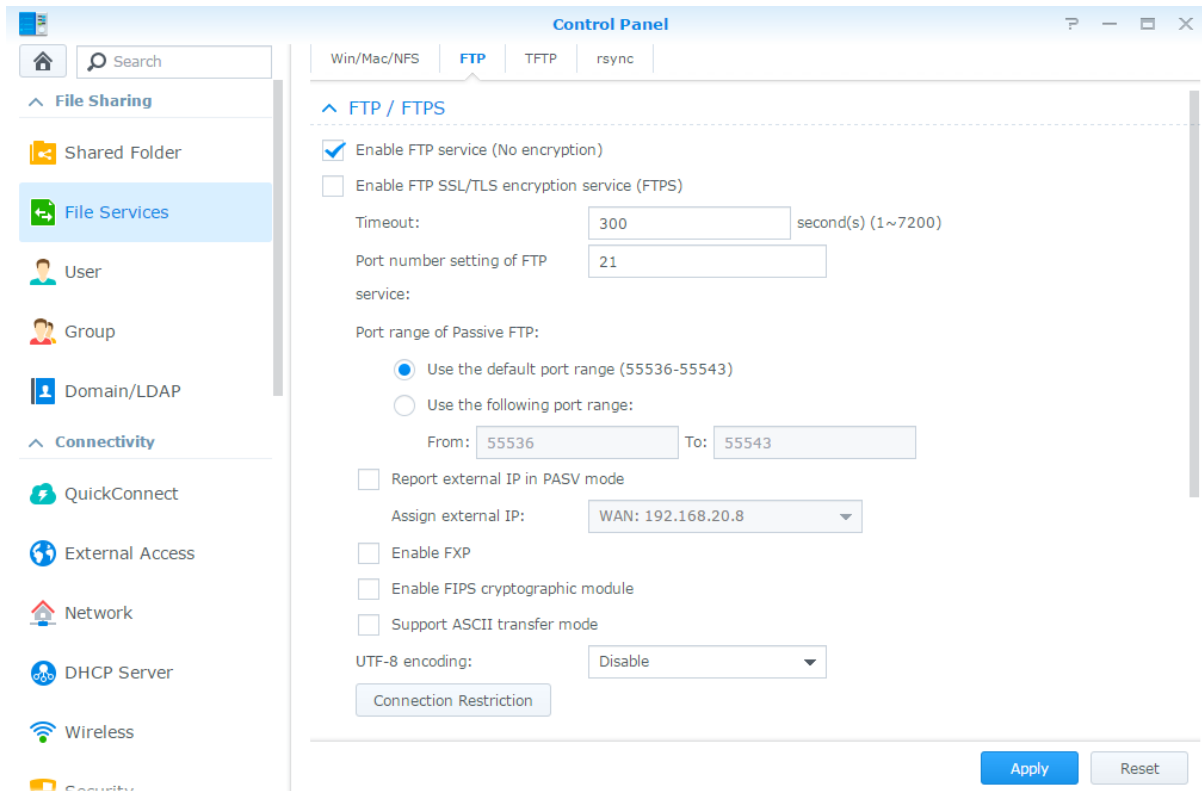 Control Panel
Search
File Sharing
Shared Folder
File Services
User
Group
Domain/LDAP
Connectivity
QuickConnect
External Access
Network
DHCP Server
Wireless
Security
Win/Mac/NFS FTP TFTP rsync
FTP / FTPS
Enable FTP service (No encryption)
Enable FTP SSL/TLS encryption service (FTPS)
Timeout: 300 second(s) (1~7200)
Port number setting of FTP 21
service:
Port range of Passive FTP:
Use the default port range (55536-55543)
Use the following port range:
From: 55536 To: 55543
Report external IP in PASV mode
Assign external IP: WAN: 192.168.20.8
Enable FXP
Enable FIPS cryptographic module
Support ASCII transfer mode
UTF-8 encoding: Disable
Connection Restriction
Apply Reset